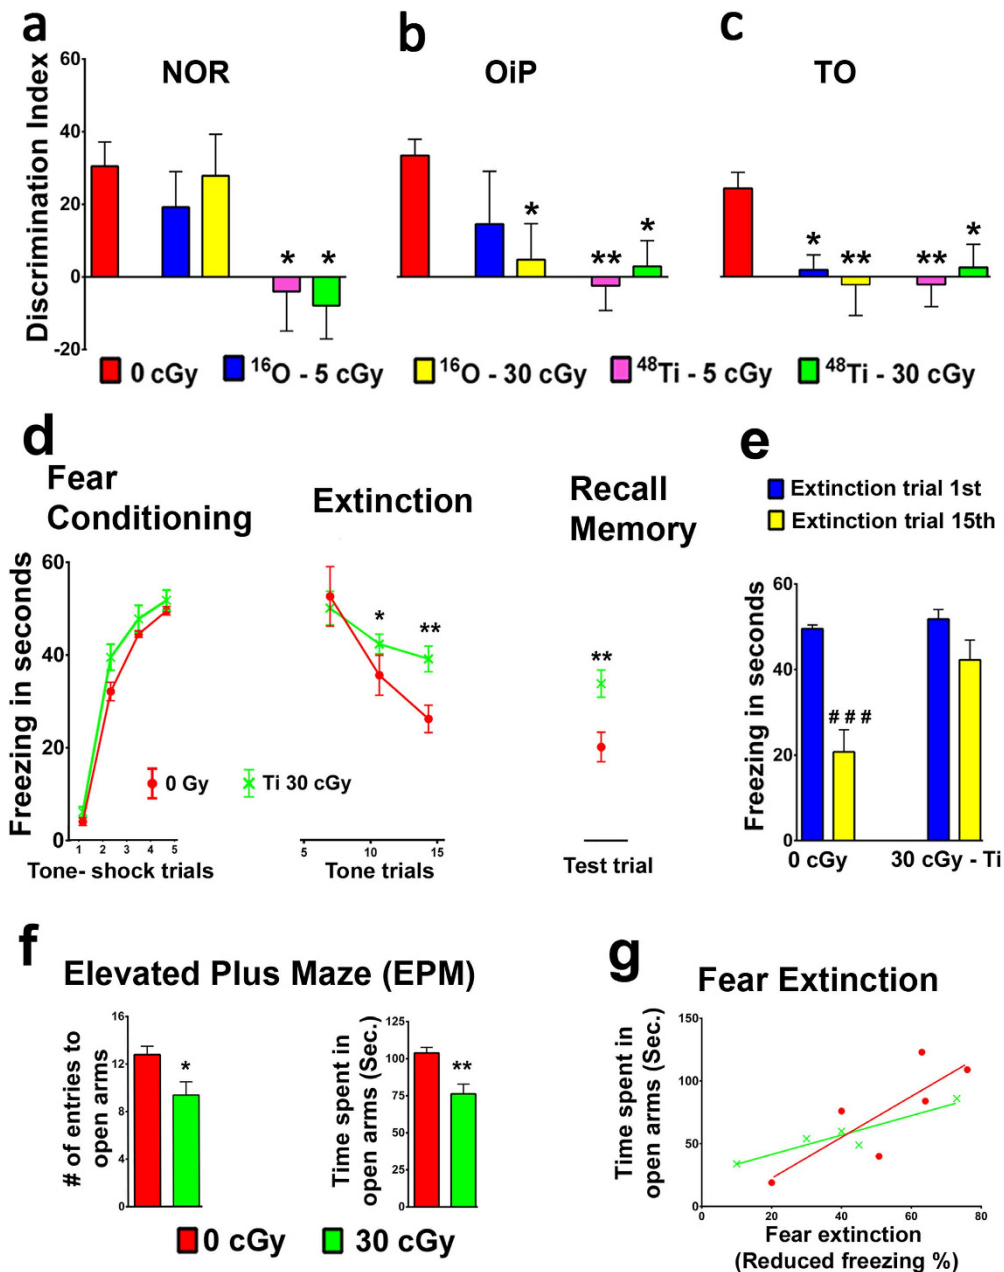 a
b
c
NOR
OiP
TO
Discrimination Index
60
40
20
0
-20
*
*
*
**
*
*
**
**
*
0 cGy
¹⁶O - 5 cGy
¹⁶O - 30 cGy
⁴⁸Ti - 5 cGy
⁴⁸Ti - 30 cGy
d
Fear
Conditioning
Extinction
Recall
Memory
Freezing in seconds
60
40
20
0
*
**
**
0 Gy
Ti 30 cGy
1 2 3 4 5
Tone- shock trials
5 10 15
Tone trials
Test trial
e
Extinction trial 1st
Extinction trial 15th
Freezing in seconds
60
40
20
0
###
0 cGy
30 cGy - Ti
f
Elevated Plus Maze (EPM)
# of entries to
open arms
16
12
8
4
0
*
Time spent in
open arms (Sec.)
125
100
75
50
25
0
**
0 cGy
30 cGy
g
Fear Extinction
Time spent in
open arms (Sec.)
150
100
50
0
0 20 40 60 80
Fear extinction
(Reduced freezing %)